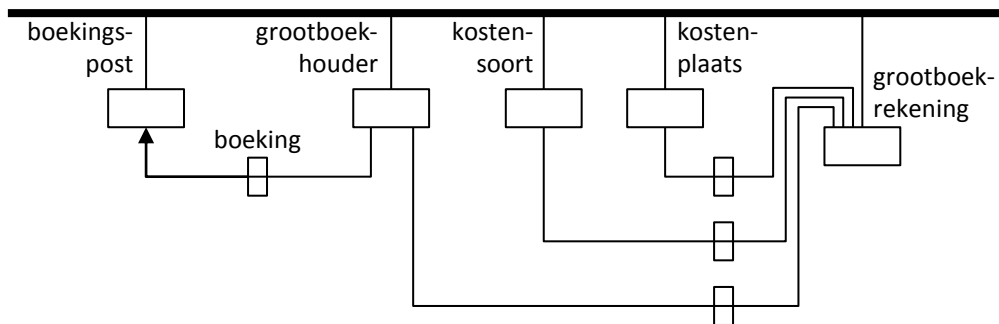 boekings-
post
grootboek-
houder
kosten-
soort
kosten-
plaats
grootboek-
rekening
boeking